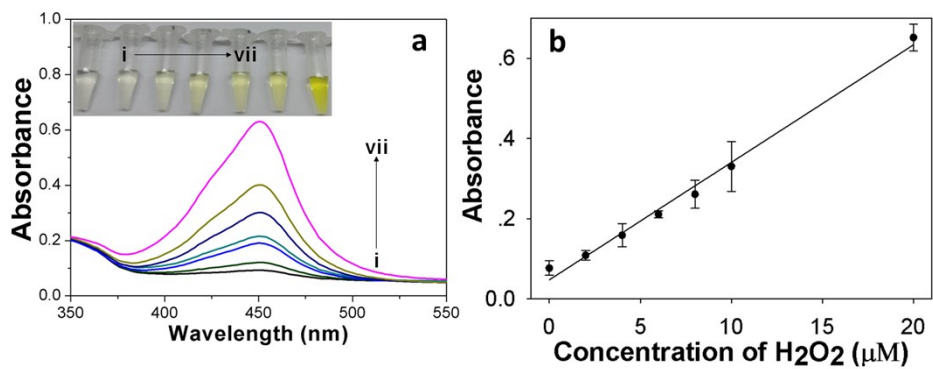 a
i vii
1.0
0.8
0.6
0.4
0.2
0.0
Absorbance
vii
i
350 400 450 500 550
Wavelength (nm)
b
.6
.4
.2
0.0
Absorbance
0 5 10 15 20
Concentration of H2O2 (μM)